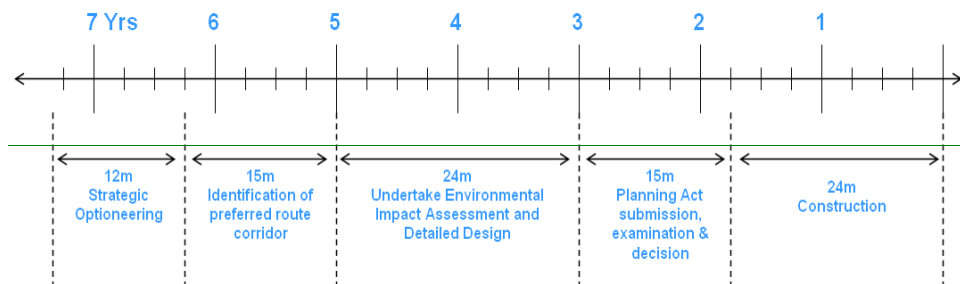 7 Yrs 6 5 4 3 2 1
12m
Strategic
Optioneering
15m
Identification of
preferred route
corridor
24m
Undertake Environmental
Impact Assessment and
Detailed Design
15m
Planning Act
submission,
examination &
decision
24m
Construction